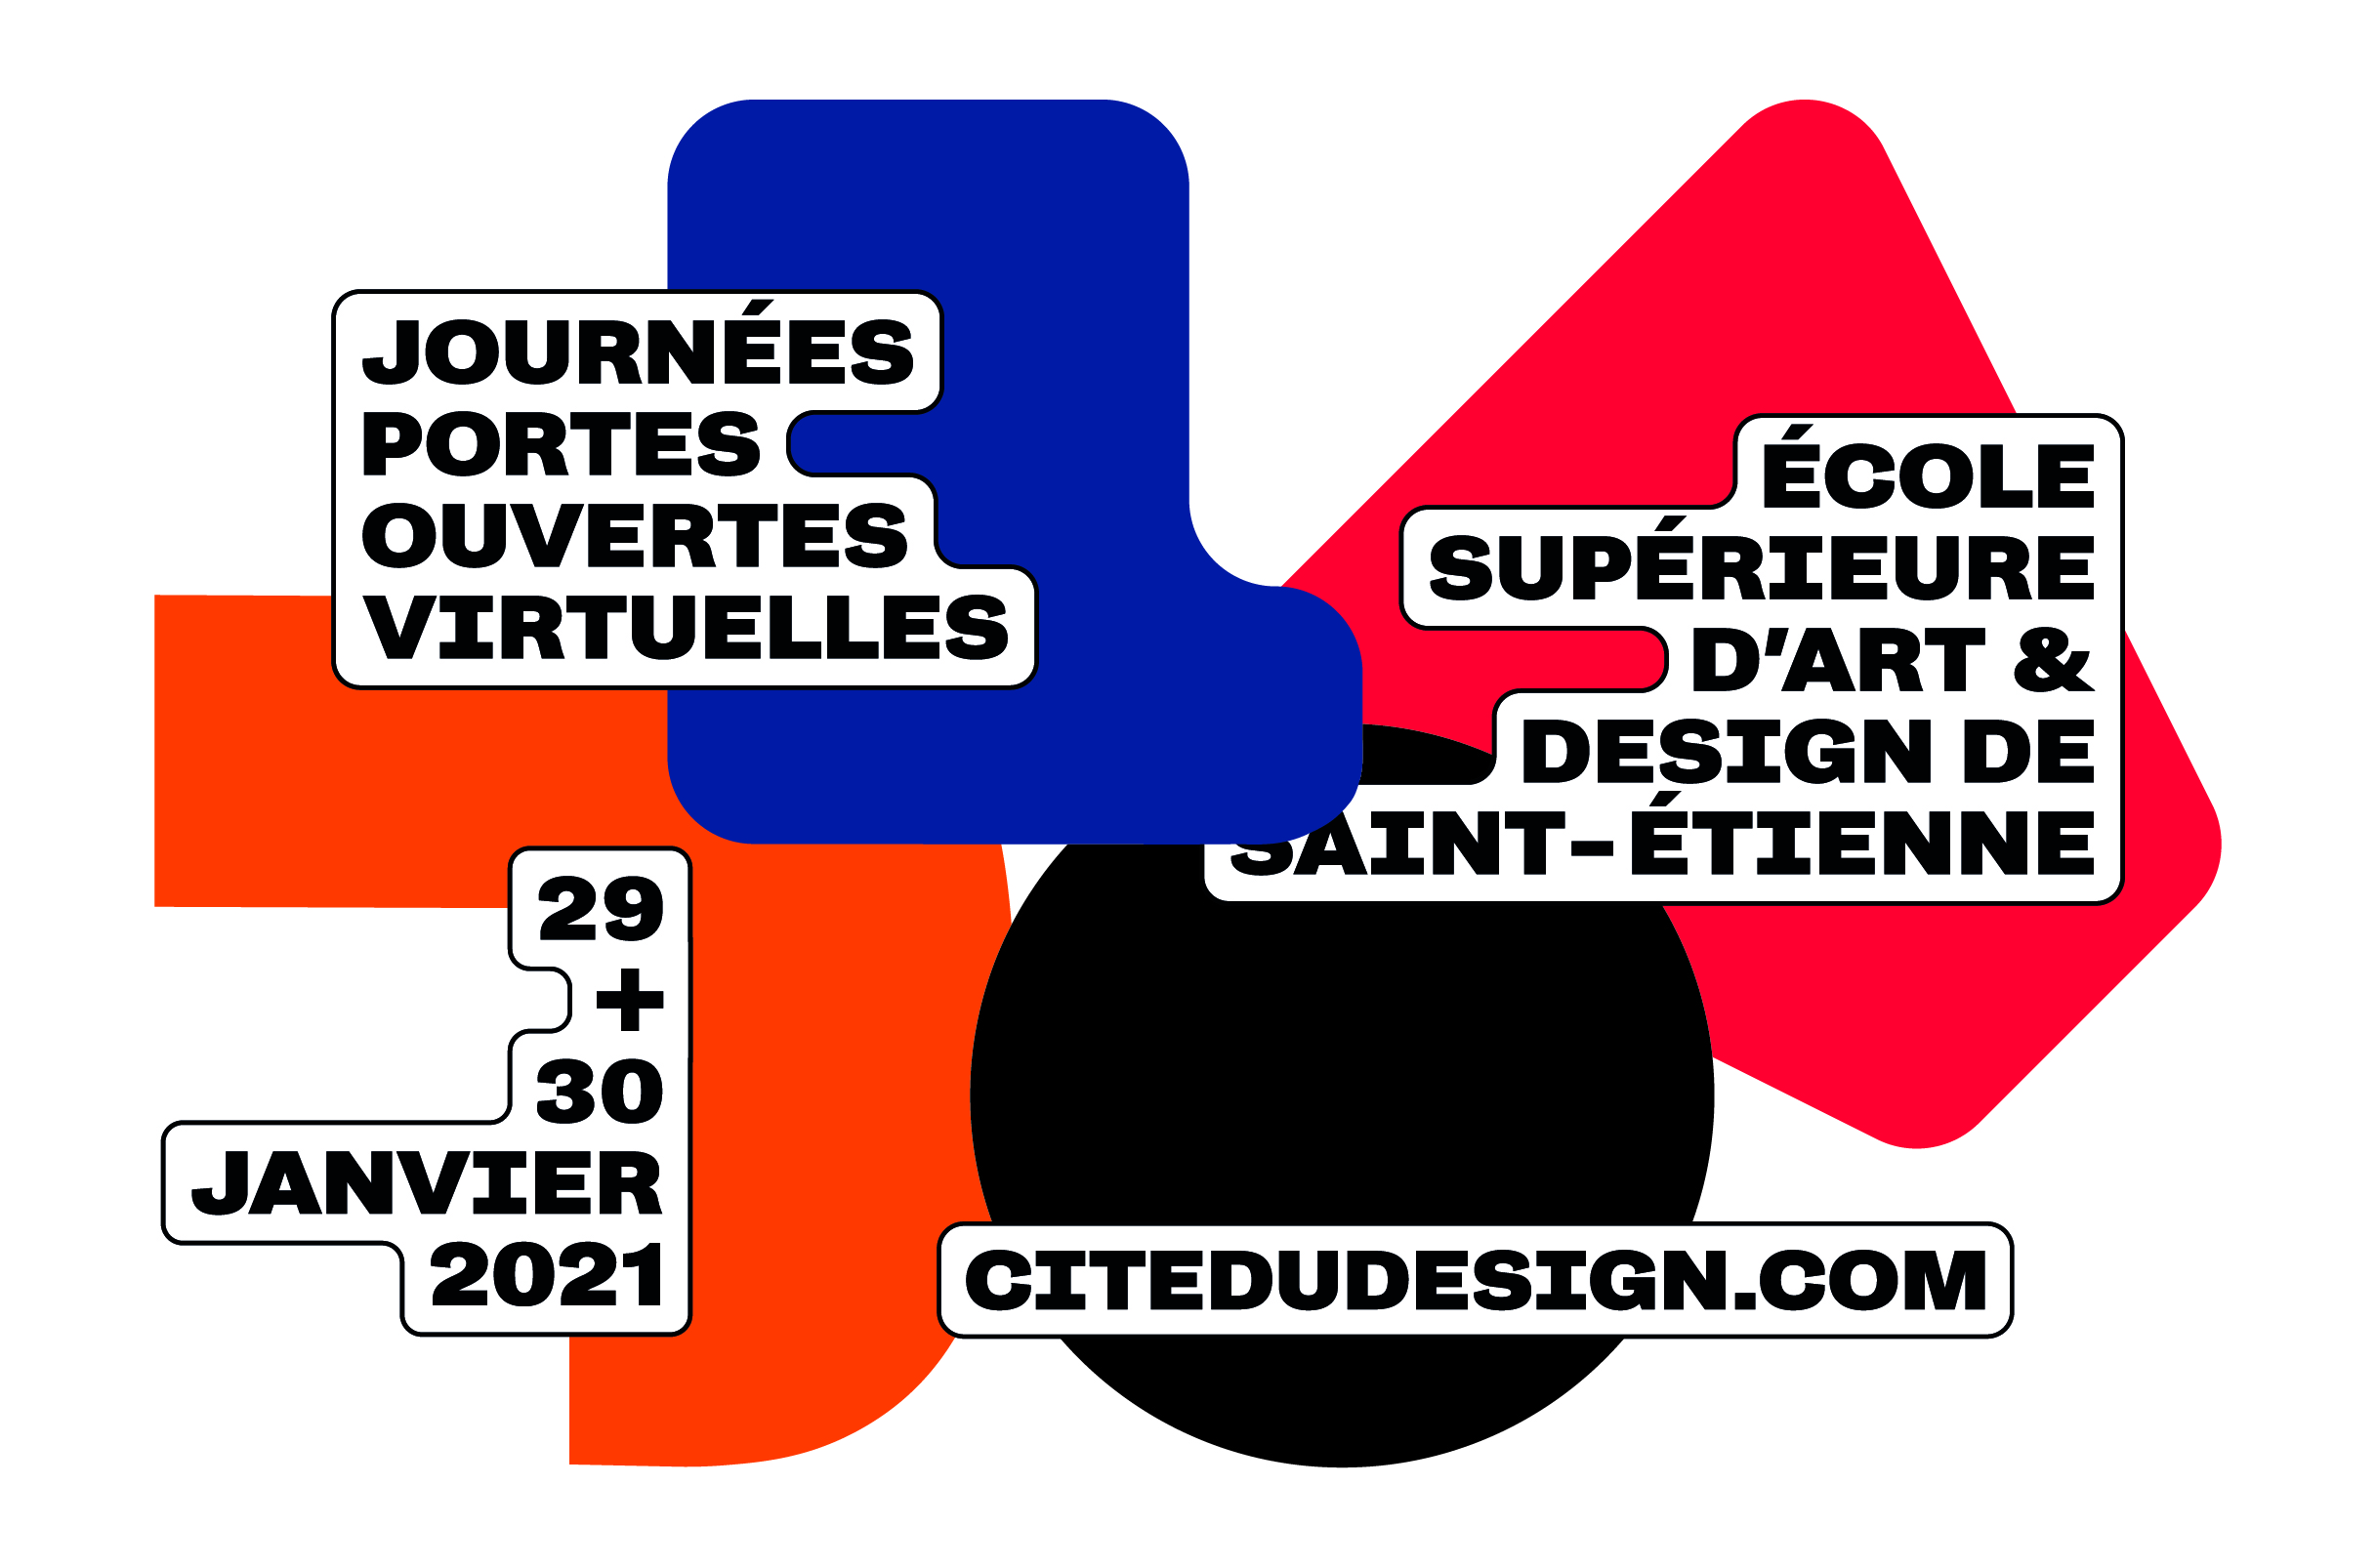 JOURNÉES
PORTES
OUVERTES
VIRTUELLES
ÉCOLE
SUPÉRIEURE
D’ART &
DESIGN DE
SAINT-ÉTIENNE
29
+
30
JANVIER
2021
CITEDUDESIGN.COM